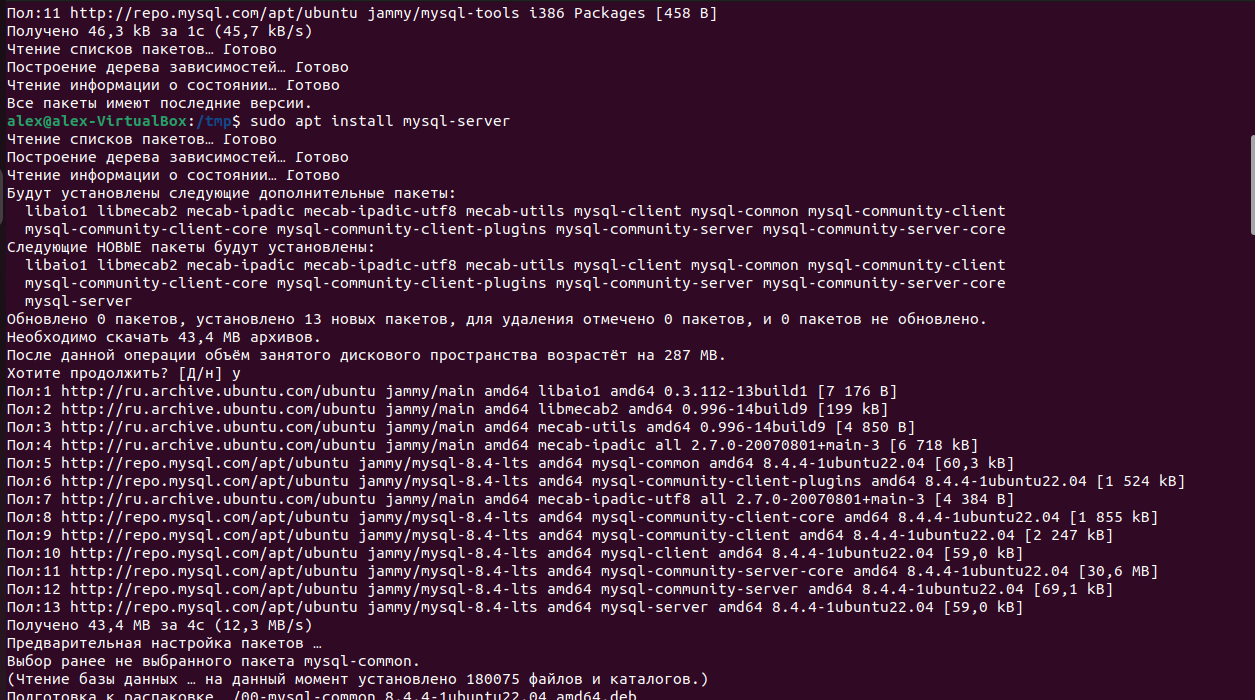 Пол:11 http://repo.mysql.com/apt/ubuntu jammy/mysql-tools i386 Packages [458 B]
Получено 46,3 kB за 1с (45,7 kB/s)
Чтение списков пакетов… Готово
Построение дерева зависимостей… Готово
Чтение информации о состоянии… Готово
Все пакеты имеют последние версии.
alex@alex-VirtualBox:/tmp$ sudo apt install mysql-server
Чтение списков пакетов… Готово
Построение дерева зависимостей… Готово
Чтение информации о состоянии… Готово
Будут установлены следующие дополнительные пакеты:
  libaio1 libmecab2 mecab-ipadic mecab-ipadic-utf8 mecab-utils mysql-client mysql-common mysql-community-client
  mysql-community-client-core mysql-community-client-plugins mysql-community-server mysql-community-server-core
Следующие НОВЫЕ пакеты будут установлены:
  libaio1 libmecab2 mecab-ipadic mecab-ipadic-utf8 mecab-utils mysql-client mysql-common mysql-community-client
  mysql-community-client-core mysql-community-client-plugins mysql-community-server mysql-community-server-core
  mysql-server
Обновлено 0 пакетов, установлено 13 новых пакетов, для удаления отмечено 0 пакетов, и 0 пакетов не обновлено.
Необходимо скачать 43,4 MB архивов.
После данной операции объём занятого дискового пространства возрастёт на 287 MB.
Хотите продолжить? [Д/н] y
Пол:1 http://ru.archive.ubuntu.com/ubuntu jammy/main amd64 libaio1 amd64 0.3.112-13build1 [7 176 B]
Пол:2 http://ru.archive.ubuntu.com/ubuntu jammy/main amd64 libmecab2 amd64 0.996-14build9 [199 kB]
Пол:3 http://ru.archive.ubuntu.com/ubuntu jammy/main amd64 mecab-utils amd64 0.996-14build9 [4 850 B]
Пол:4 http://ru.archive.ubuntu.com/ubuntu jammy/main amd64 mecab-ipadic all 2.7.0-20070801+main-3 [6 718 kB]
Пол:5 http://repo.mysql.com/apt/ubuntu jammy/mysql-8.4-lts amd64 mysql-common amd64 8.4.4-1ubuntu22.04 [60,3 kB]
Пол:6 http://repo.mysql.com/apt/ubuntu jammy/mysql-8.4-lts amd64 mysql-community-client-plugins amd64 8.4.4-1ubuntu22.04 [1 524 kB]
Пол:7 http://ru.archive.ubuntu.com/ubuntu jammy/main amd64 mecab-ipadic-utf8 all 2.7.0-20070801+main-3 [4 384 B]
Пол:8 http://repo.mysql.com/apt/ubuntu jammy/mysql-8.4-lts amd64 mysql-community-client-core amd64 8.4.4-1ubuntu22.04 [1 855 kB]
Пол:9 http://repo.mysql.com/apt/ubuntu jammy/mysql-8.4-lts amd64 mysql-community-client amd64 8.4.4-1ubuntu22.04 [2 247 kB]
Пол:10 http://repo.mysql.com/apt/ubuntu jammy/mysql-8.4-lts amd64 mysql-client amd64 8.4.4-1ubuntu22.04 [59,0 kB]
Пол:11 http://repo.mysql.com/apt/ubuntu jammy/mysql-8.4-lts amd64 mysql-community-server-core amd64 8.4.4-1ubuntu22.04 [30,6 MB]
Пол:12 http://repo.mysql.com/apt/ubuntu jammy/mysql-8.4-lts amd64 mysql-community-server amd64 8.4.4-1ubuntu22.04 [69,1 kB]
Пол:13 http://repo.mysql.com/apt/ubuntu jammy/mysql-8.4-lts amd64 mysql-server amd64 8.4.4-1ubuntu22.04 [59,0 kB]
Получено 43,4 MB за 4с (12,3 MB/s)
Предварительная настройка пакетов …
Выбор ранее не выбранного пакета mysql-common.
(Чтение базы данных … на данный момент установлено 180075 файлов и каталогов.)
Подготовка к распаковке …/00-mysql-common_8.4.4-1ubuntu22.04_amd64.deb